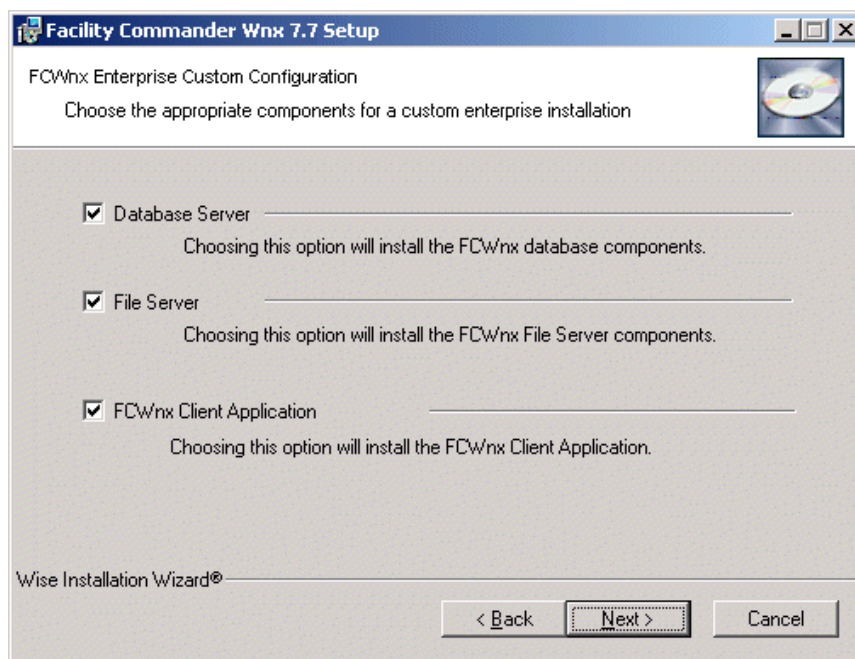 Facility Commander Wnx 7.7 Setup
FCWnx Enterprise Custom Configuration
Choose the appropriate components for a custom enterprise installation
Database Server
Choosing this option will install the FCWnx database components.
File Server
Choosing this option will install the FCWnx File Server components.
FCWnx Client Application
Choosing this option will install the FCWnx Client Application.
Wise Installation Wizard®
< Back
Next >
Cancel